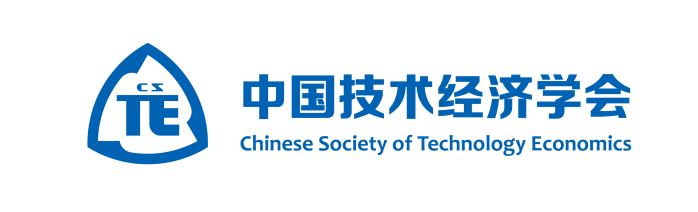 CS
TE
中国技术经济学会
Chinese Society of Technology Economics